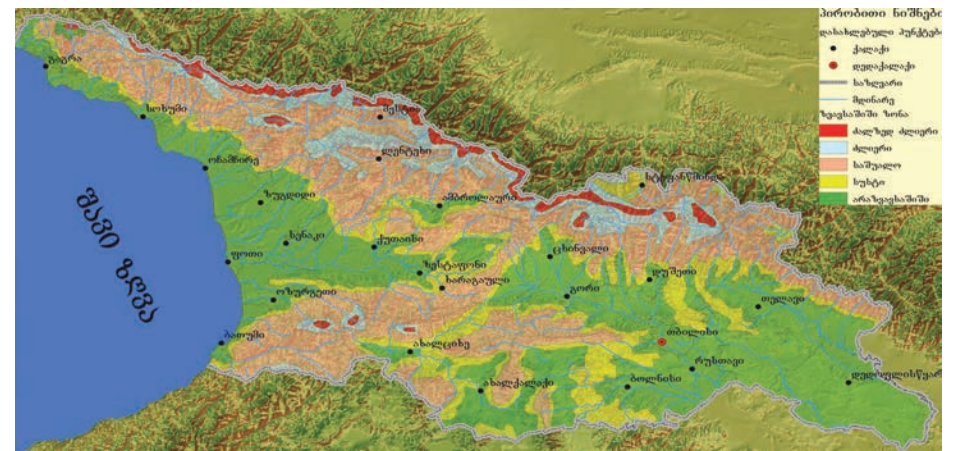 პირობითი ნიშნები
დასახლებული პუნქტები
ქალაქი
დედაქალაქი
საზღვარი
მდინარე
ზვავსაშიში ზონა
ძალზედ ძლიერი
ძლიერი
საშუალო
სუსტი
არაზვავსაშიში
გაგრა
სოხუმი
მესტია
ლენტეხი
ოჩამჩირე
სტეფანწმინდა
ზუგდიდი
ამბროლაური
სენაკი
ქუთაისი
ცხინვალი
ფოთი
ზესტაფონი
ხარაგაული
დუშეთი
შავი ზღვა
ოზურგეთი
გორი
თელავი
ბათუმი
თბილისი
ახალციხე
რუსთავი
დედოფლისწყარ
ახალქალაქი
ბოლნისი